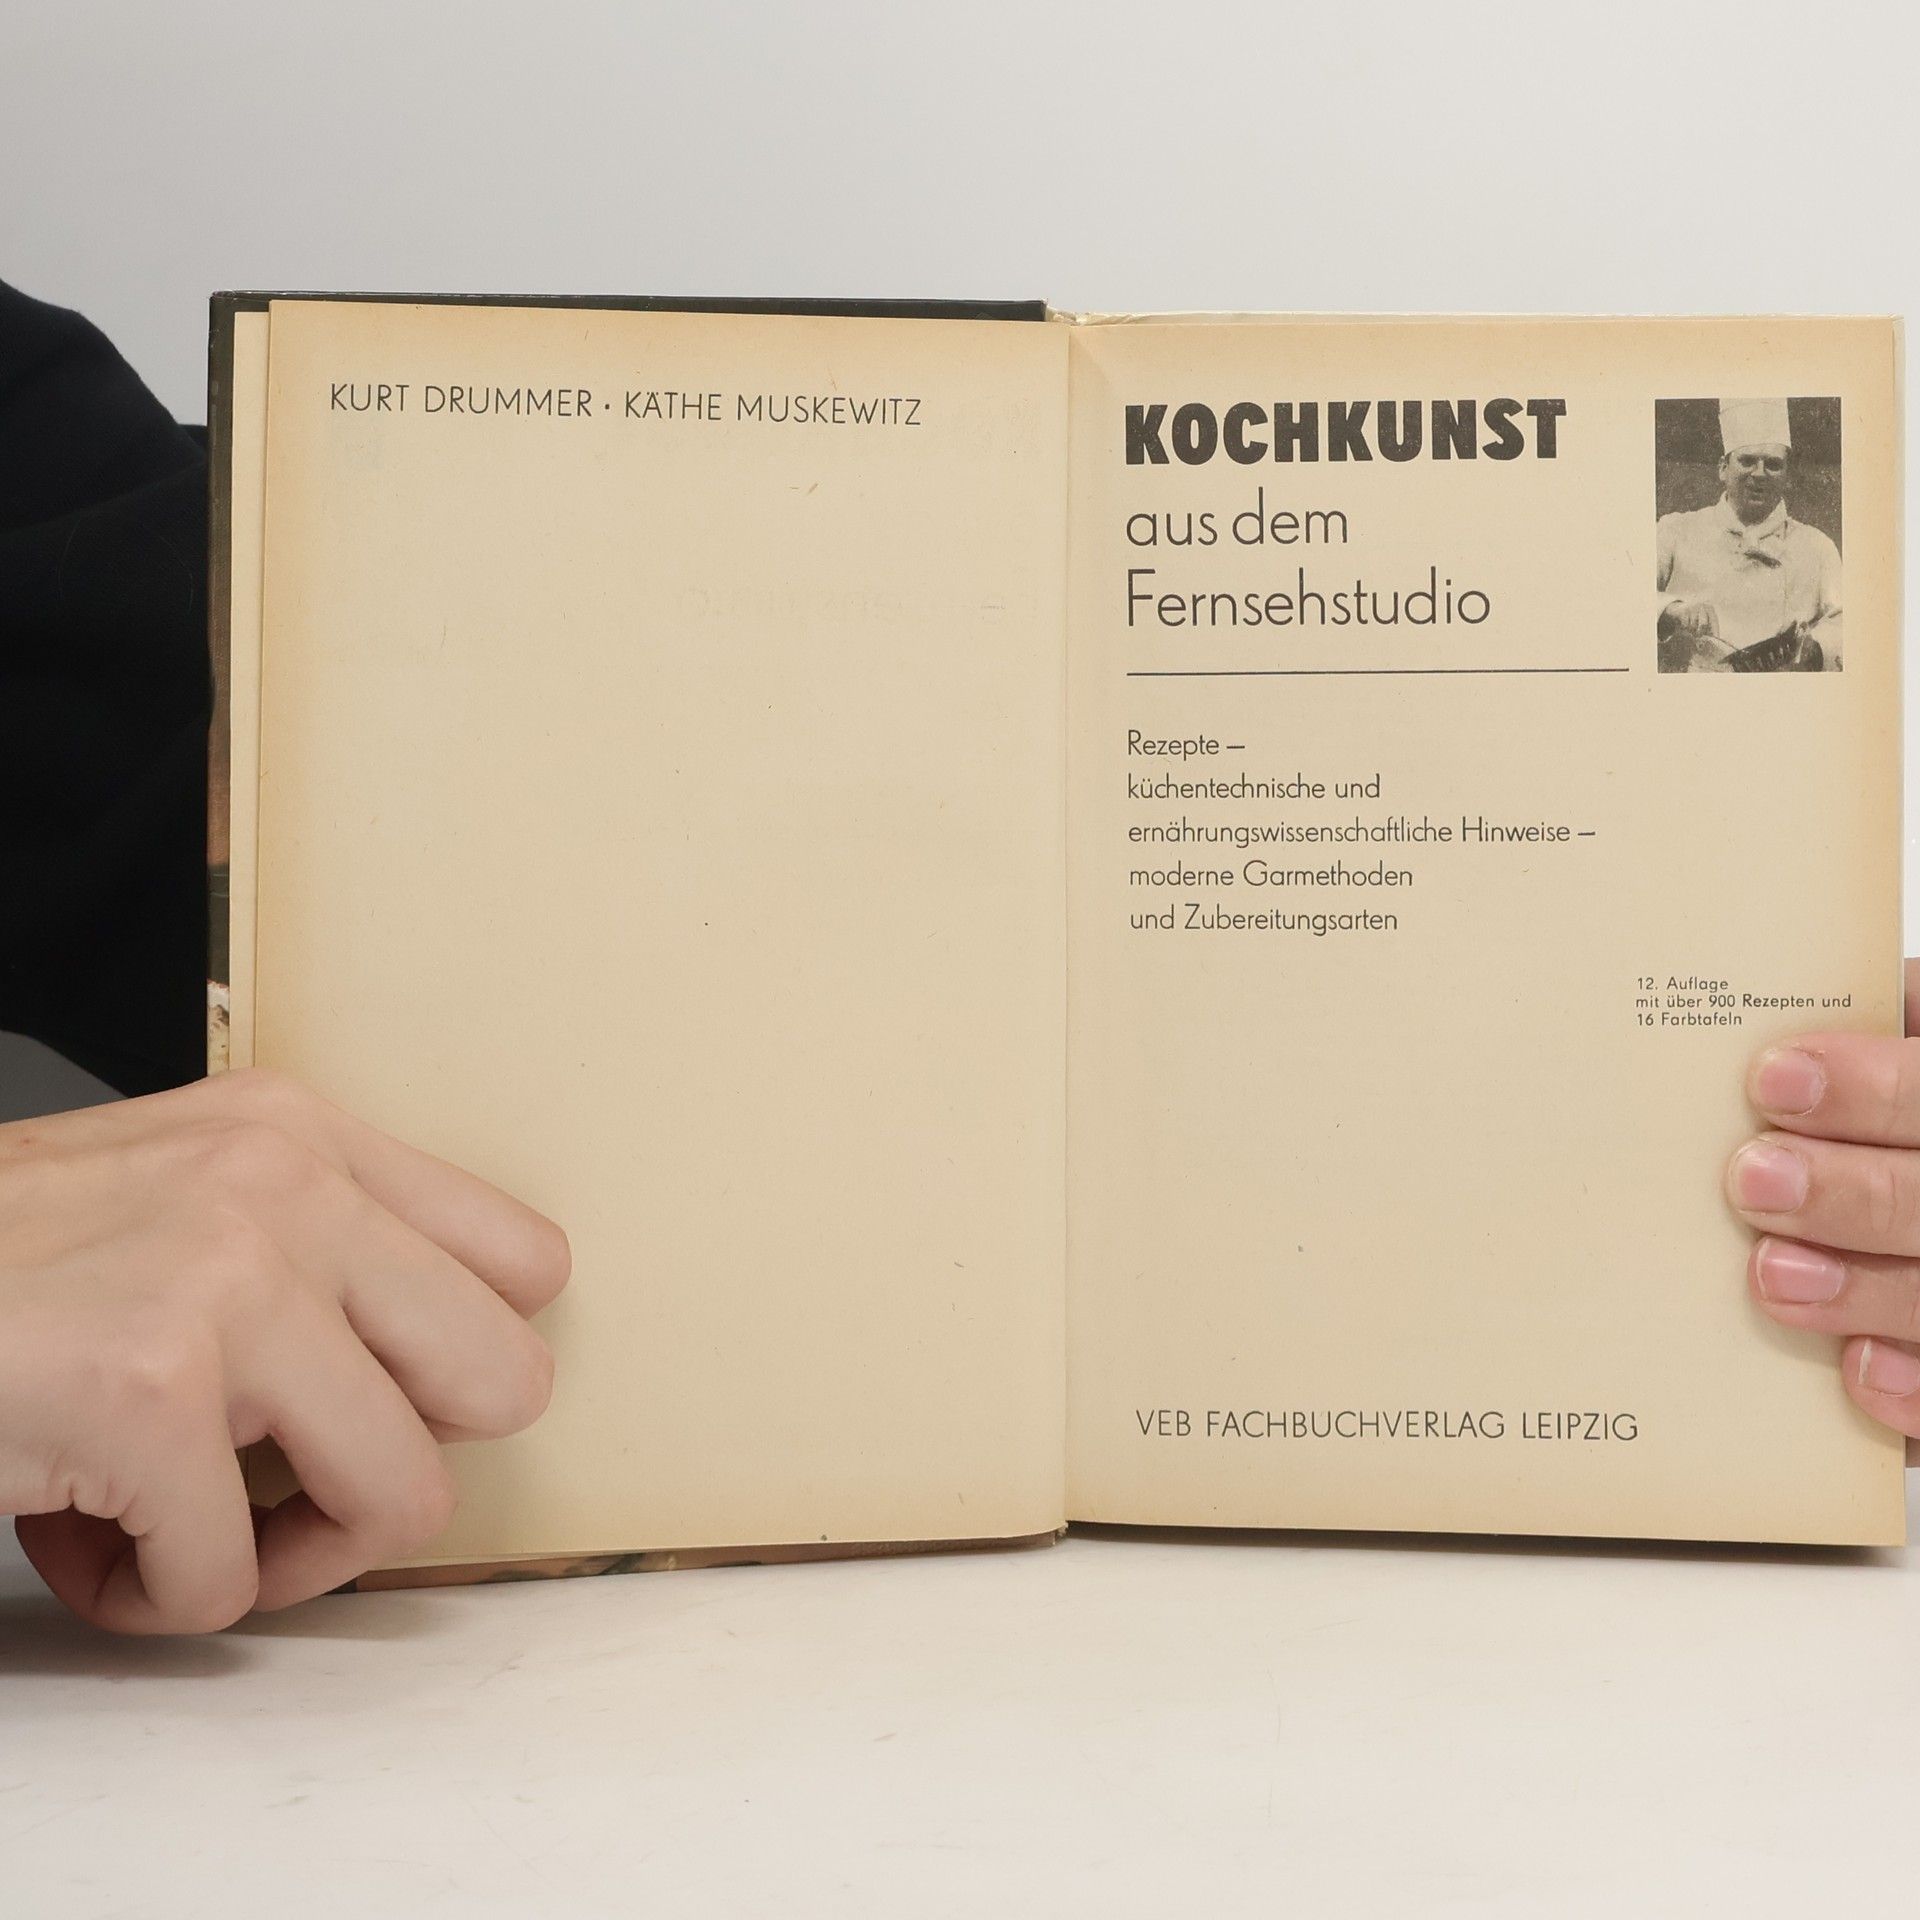 KURT DRUMMER · KÄTHE MUSKEWITZ
KOCHKUNST
aus dem
Fernsehstudio
Rezepte –
küchentechnische und
ernährungswissenschaftliche Hinweise –
moderne Garmethoden
und Zubereitungsarten
12. Auflage
mit über 900 Rezepten und
16 Farbtafeln
VEB FACHBUCHVERLAG LEIPZIG